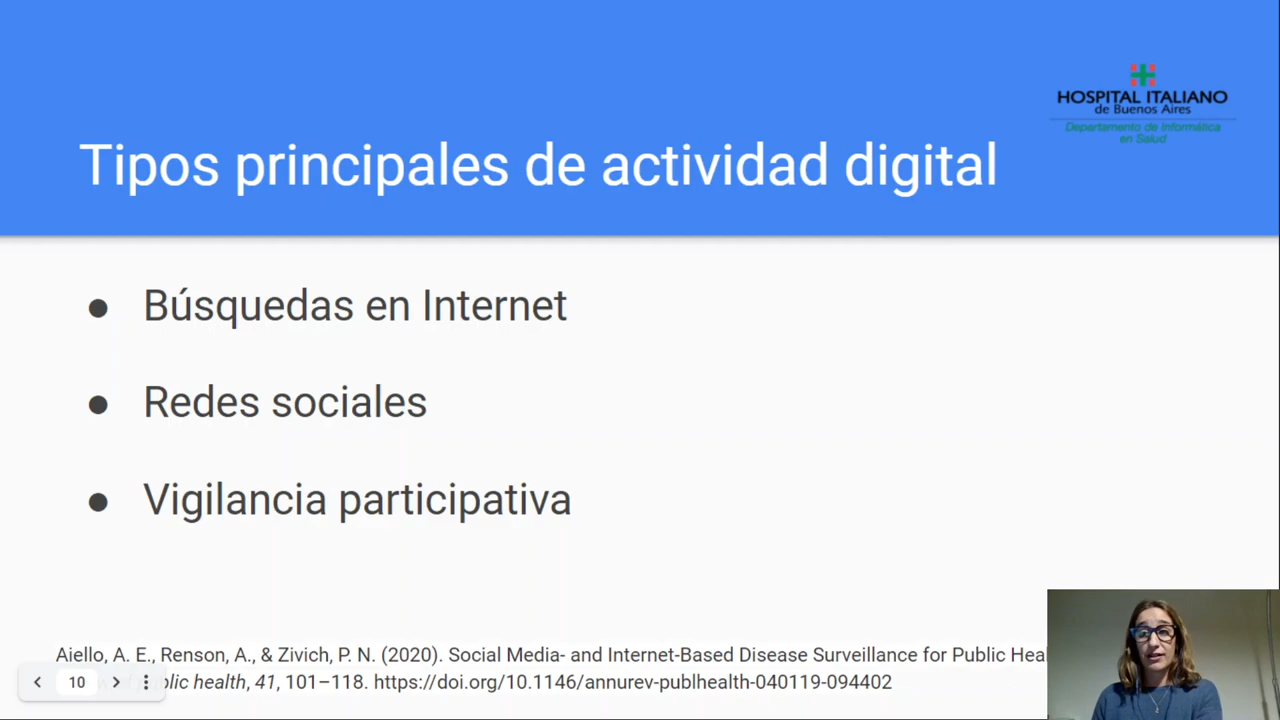 HOSPITAL ITALIANO
de Buenos Aires
Departamento de Informática
en Salud
Tipos principales de actividad digital
● Búsquedas en Internet
● Redes sociales
● Vigilancia participativa
Aiello, A. E., Renson, A., & Zivich, P. N. (2020). Social Media- and Internet-Based Disease Surveillance for Public
10
health, 41, 101–118. https://doi.org/10.1146/annurev-publhealth-040119-094402